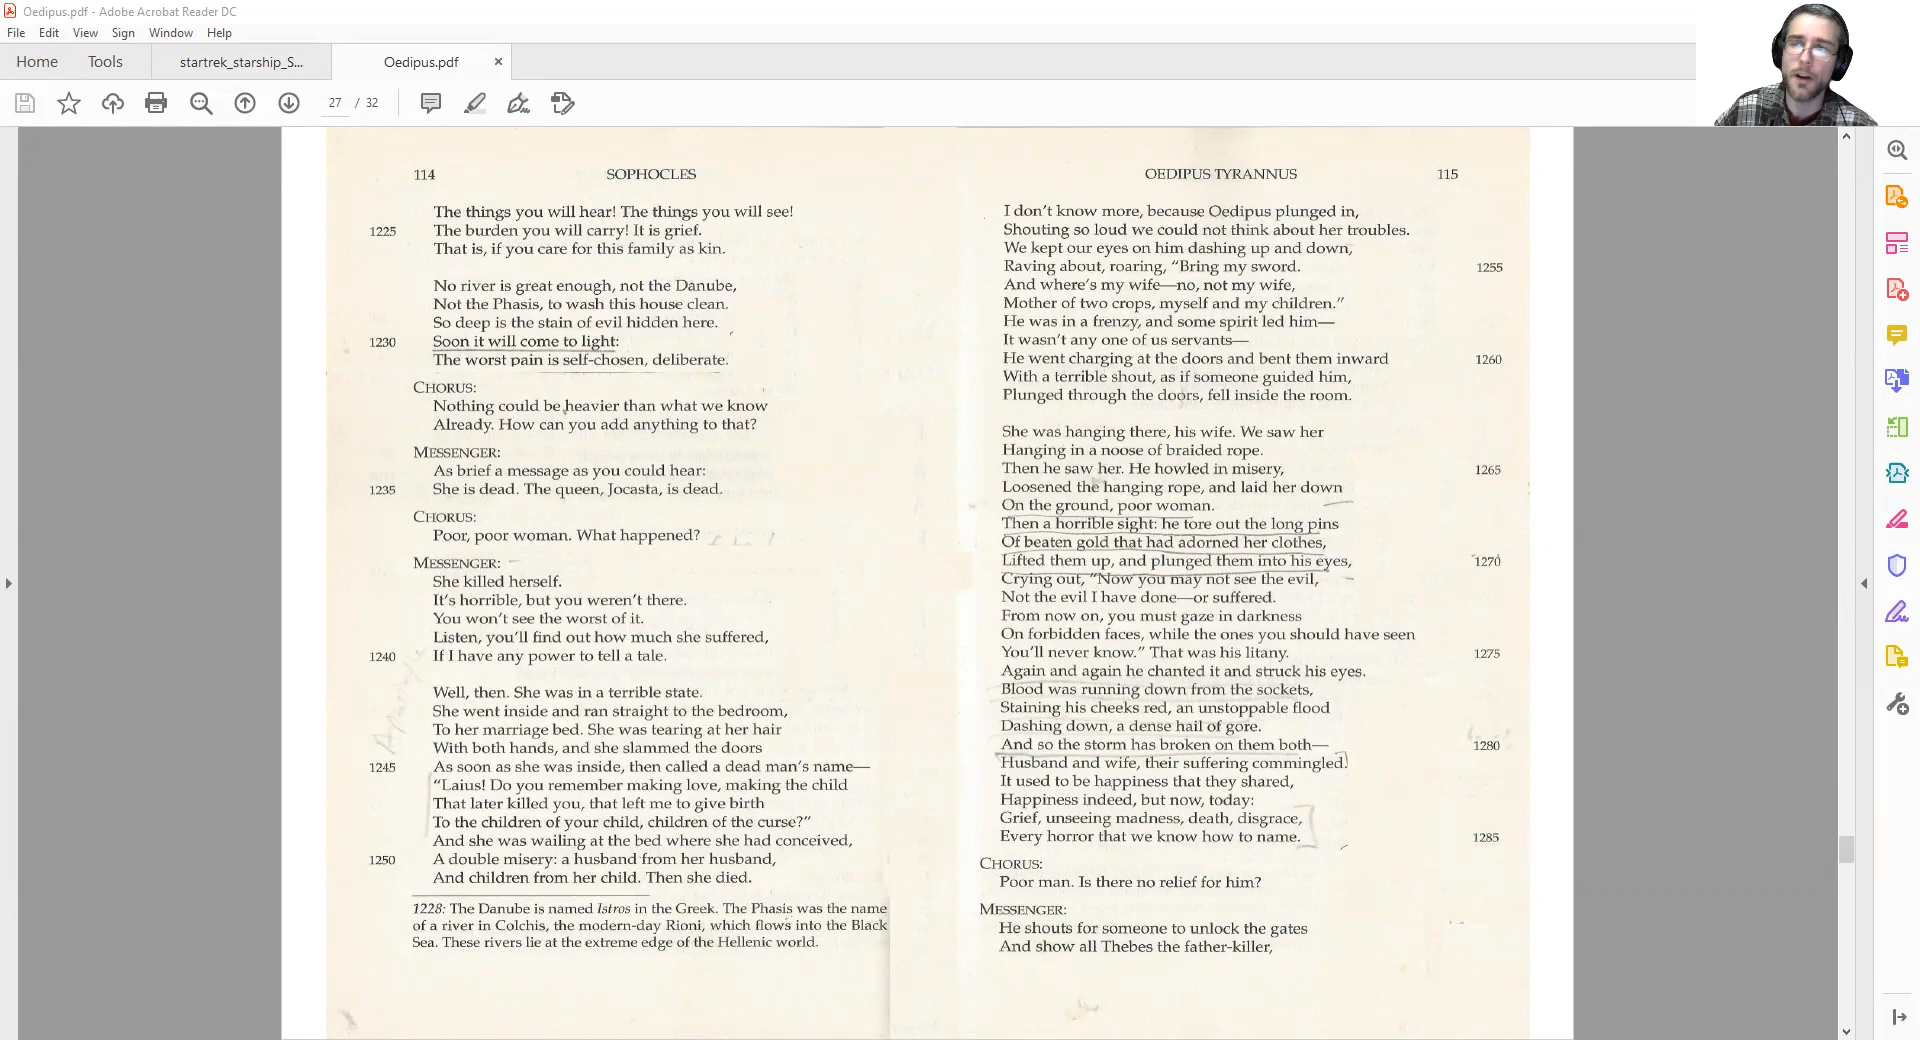 Oedipus.pdf - Adobe Acrobat Reader DC
File Edit View Sign Window Help
Home Tools startrek_starship_S... Oedipus.pdf ×
27 / 32
114 SOPHOCLES
The things you will hear! The things you will see!
1225 The burden you will carry! It is grief.
That is, if you care for this family as kin.
No river is great enough, not the Danube,
Not the Phasis, to wash this house clean.
So deep is the stain of evil hidden here.
1230 Soon it will come to light:
The worst pain is self-chosen, deliberate.
CHORUS:
Nothing could be heavier than what we know
Already. How can you add anything to that?
MESSENGER:
As brief a message as you could hear:
1235 She is dead. The queen, Jocasta, is dead.
CHORUS:
Poor, poor woman. What happened?
MESSENGER:
She killed herself.
It's horrible, but you weren't there.
You won't see the worst of it.
Listen, you'll find out how much she suffered,
1240 If I have any power to tell a tale.
Well, then. She was in a terrible state.
She went inside and ran straight to the bedroom,
To her marriage bed. She was tearing at her hair
With both hands, and she slammed the doors
1245 As soon as she was inside, then called a dead man's name—
"Laius! Do you remember making love, making the child
That later killed you, that left me to give birth
To the children of your child, children of the curse?"
And she was wailing at the bed where she had conceived,
1250 A double misery: a husband from her husband,
And children from her child. Then she died.
1228: The Danube is named Istros in the Greek. The Phasis was the name
of a river in Colchis, the modern-day Rioni, which flows into the Black
Sea. These rivers lie at the extreme edge of the Hellenic world.
OEDIPUS TYRANNUS 115
I don't know more, because Oedipus plunged in,
Shouting so loud we could not think about her troubles.
We kept our eyes on him dashing up and down,
Raving about, roaring, "Bring my sword. 1255
And where's my wife—no, not my wife,
Mother of two crops, myself and my children."
He was in a frenzy, and some spirit led him—
It wasn't any one of us servants—
He went charging at the doors and bent them inward 1260
With a terrible shout, as if someone guided him,
Plunged through the doors, fell inside the room.
She was hanging there, his wife. We saw her
Hanging in a noose of braided rope.
Then he saw her. He howled in misery, 1265
Loosened the hanging rope, and laid her down
On the ground, poor woman.
Then a horrible sight: he tore out the long pins
Of beaten gold that had adorned her clothes,
Lifted them up, and plunged them into his eyes, 1270
Crying out, "Now you may not see the evil,
Not the evil I have done—or suffered.
From now on, you must gaze in darkness
On forbidden faces, while the ones you should have seen
You'll never know." That was his litany. 1275
Again and again he chanted it and struck his eyes.
Blood was running down from the sockets,
Staining his cheeks red, an unstoppable flood
Dashing down, a dense hail of gore.
And so the storm has broken on them both— 1280
Husband and wife, their suffering commingled.
It used to be happiness that they shared,
Happiness indeed, but now, today:
Grief, unseeing madness, death, disgrace,
Every horror that we know how to name. 1285
CHORUS:
Poor man. Is there no relief for him?
MESSENGER:
He shouts for someone to unlock the gates
And show all Thebes the father-killer,